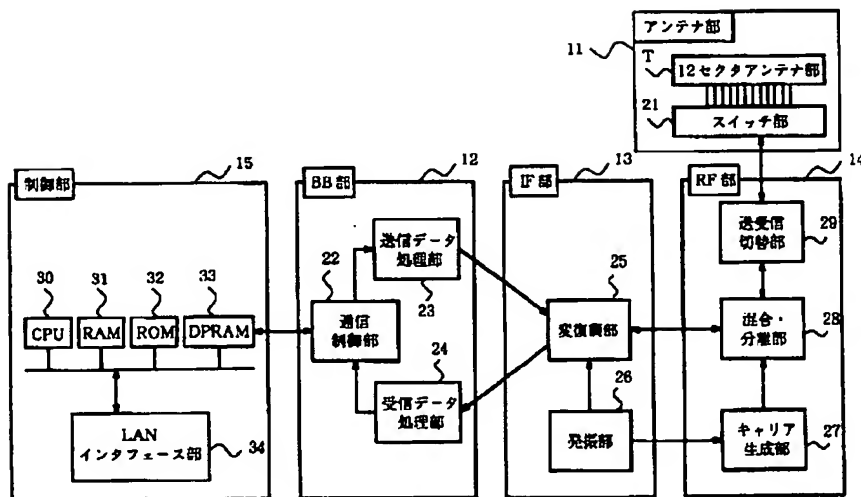 アンテナ部
11
T
12セクタアンテナ部
21
スイッチ部
制御部
15
BB部
12
IF部
13
RF部
14
送信データ
処理部
23
送受信
切替部
29
30
31
32
33
CPU
RAM
ROM
DPRAM
22
通信
制御部
25
変復調部
混合・
分離部
28
24
受信データ
処理部
26
発振部
キャリア
生成部
27
LAN
インタフェース部
34